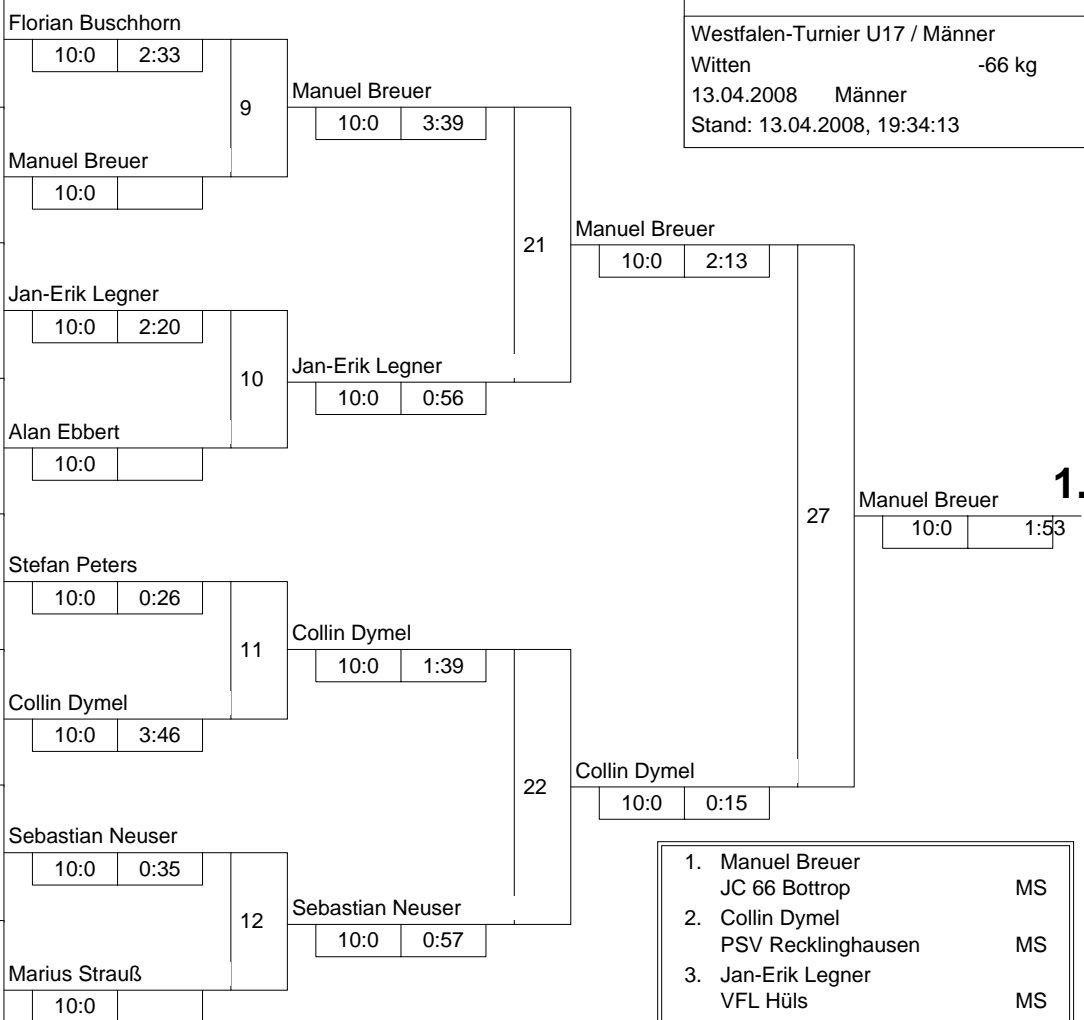 Florian Buschhorn
10:0 2:33
Westfalen-Turnier U17 / Männer
Witten -66 kg
13.04.2008 Männer
Stand: 13.04.2008, 19:34:13
9
Manuel Breuer
10:0 3:39
Manuel Breuer
10:0
21
Manuel Breuer
10:0 2:13
Jan-Erik Legner
10:0 2:20
10
Jan-Erik Legner
10:0 0:56
Alan Ebbert
10:0
27
Manuel Breuer 1.
10:0 1:53
Stefan Peters
10:0 0:26
11
Collin Dymel
10:0 1:39
Collin Dymel
10:0 3:46
22
Collin Dymel
10:0 0:15
Sebastian Neuser
10:0 0:35
12
Sebastian Neuser
10:0 0:57
Marius Strauß
10:0
1. Manuel Breuer
JC 66 Bottrop MS
2. Collin Dymel
PSV Recklinghausen MS
3. Jan-Erik Legner
VFL Hüls MS